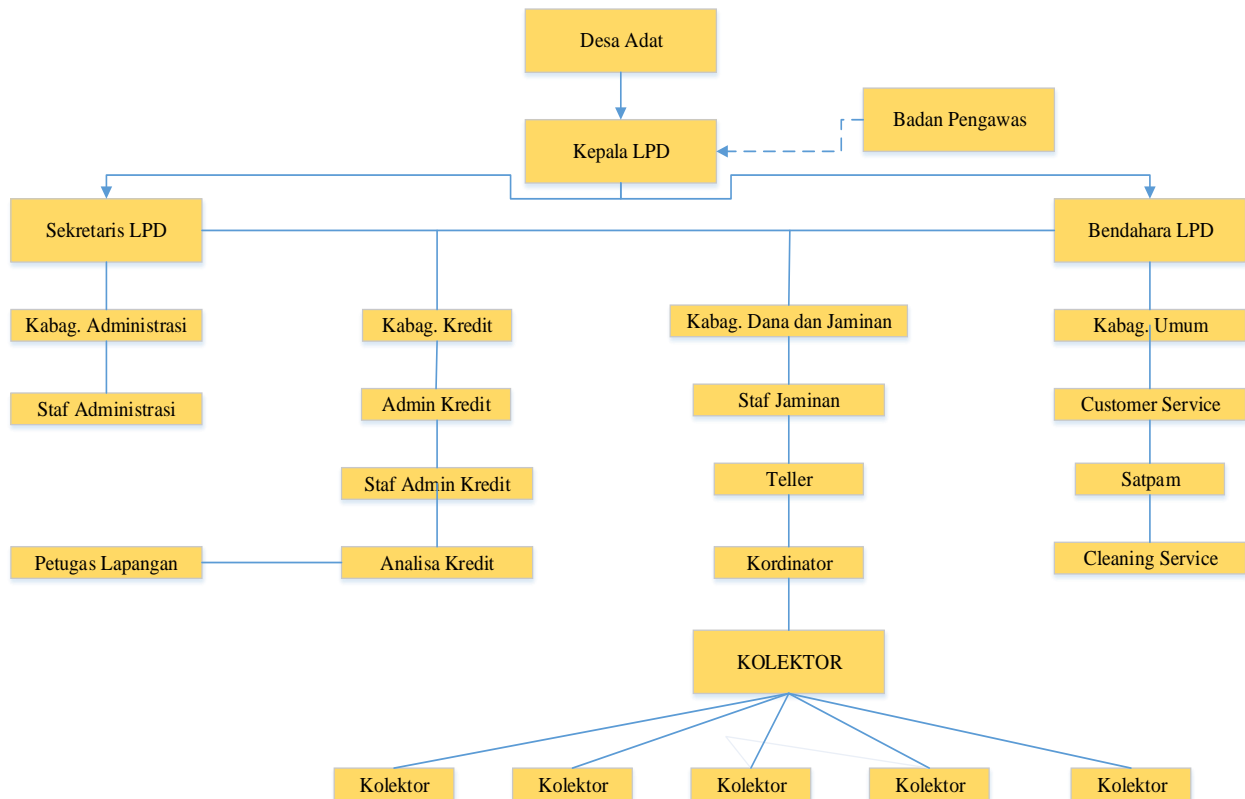 Desa Adat
Badan Pengawas
Kepala LPD
Sekretaris LPD
Bendahara LPD
Kabag. Administrasi
Kabag. Kredit
Kabag. Dana dan Jaminan
Kabag. Umum
Staf Administrasi
Admin Kredit
Staf Jaminan
Customer Service
Staf Admin Kredit
Teller
Satpam
Petugas Lapangan
Analisa Kredit
Kordinator
Cleaning Service
KOLEKTOR
Kolektor
Kolektor
Kolektor
Kolektor
Kolektor